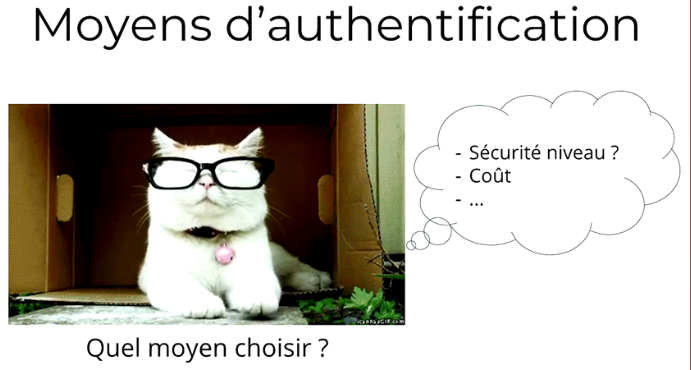 Moyens d'authentification
- Sécurité niveau ?
- Coût
- ...
Quel moyen choisir ?